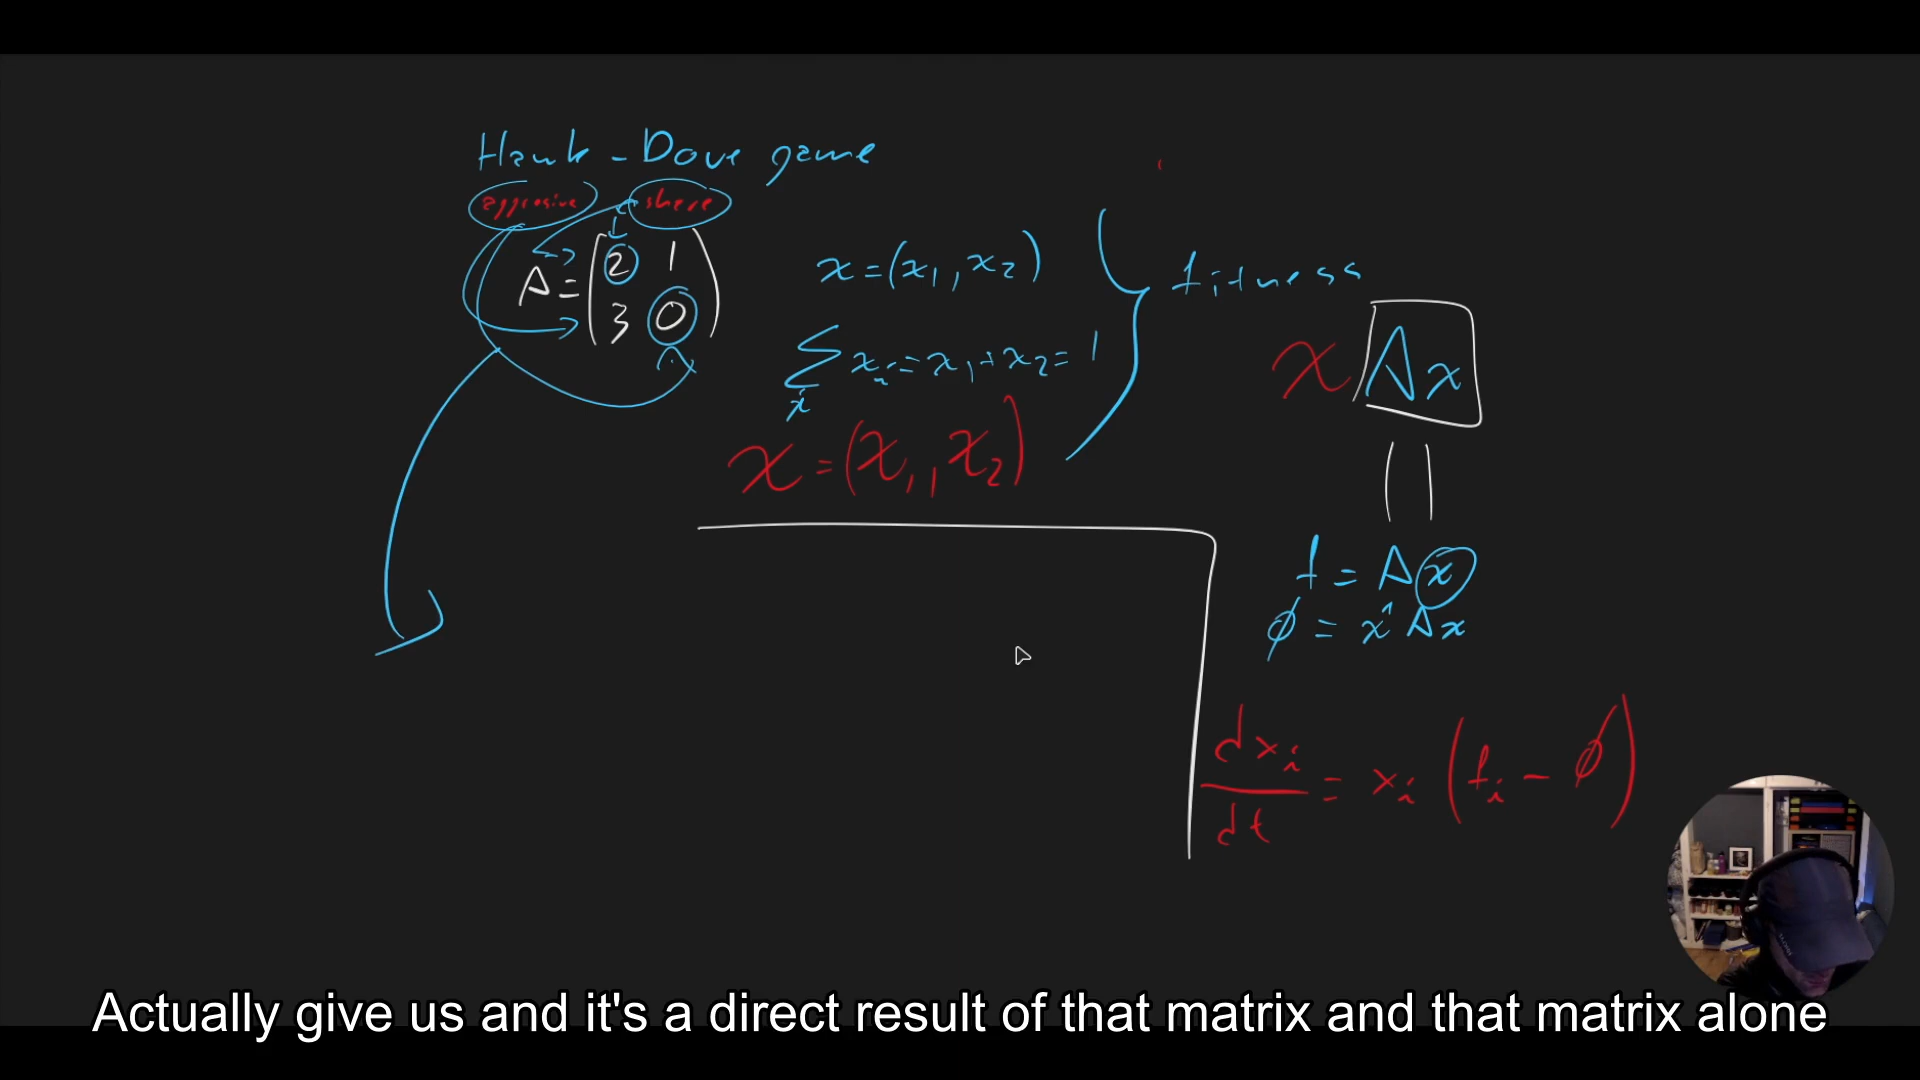 Hawk - Dove game
aggresive share
A = ( 2 1
3 0 )
x = (x₁, x₂)
∑ᵢ xᵢ = x₁ + x₂ = 1
x = (x₁, x₂)
fitness
x Ax
||
f = Ax
ϕ = x^ Ax
dxᵢ/dt = xᵢ (fᵢ - ϕ)
Actually give us and it's a direct result of that matrix and that matrix alone